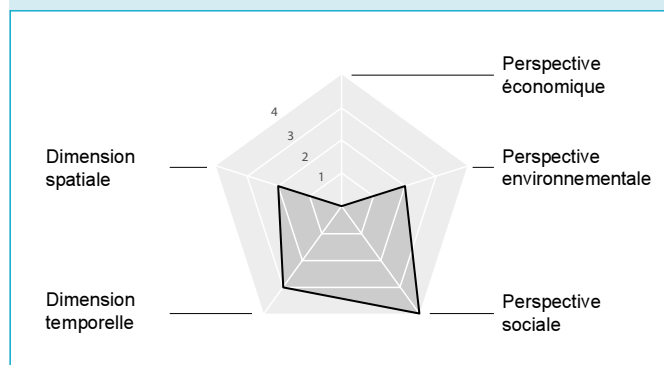 Perspective
économique
4
3
2
1
Dimension
spatiale
Perspective
environnementale
Dimension
temporelle
Perspective
sociale